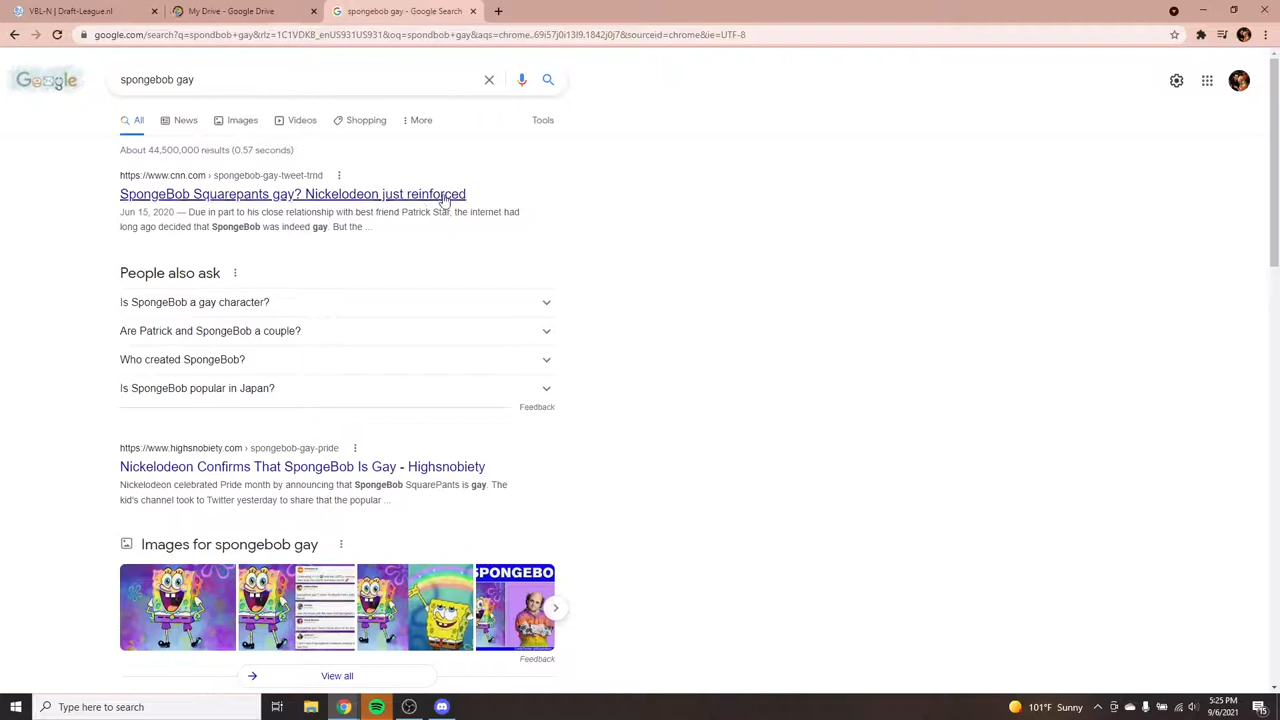 VBL-N | Draft-League.nl
My Drive - Google Drive
spongebob gay - Google Search
google.com/search?q=spondbob+gay&rlz=1C1VDKB_enUS931US931&oq=spondbob+gay&aqs=chrome..69i57j0i13l9.1842j0j7&sourceid=chrome&ie=UTF-8
Google
spongebob gay
All
News
Images
Videos
Shopping
More
Tools
About 44,500,000 results (0.57 seconds)
https://www.cnn.com › spongebob-gay-tweet-trnd
SpongeBob Squarepants gay? Nickelodeon just reinforced
Jun 15, 2020 — Due in part to his close relationship with best friend Patrick Star, the internet had
long ago decided that SpongeBob was indeed gay. But the ...
People also ask
Is SpongeBob a gay character?
Are Patrick and SpongeBob a couple?
Who created SpongeBob?
Is SpongeBob popular in Japan?
Feedback
https://www.highsnobiety.com › spongebob-gay-pride
Nickelodeon Confirms That SpongeBob Is Gay - Highsnobiety
Nickelodeon celebrated Pride month by announcing that SpongeBob SquarePants is gay. The
kid's channel took to Twitter yesterday to share that the popular ...
Images for spongebob gay
SPONGEBO
Feedback
View all
Type here to search
101°F Sunny
5:25 PM
9/6/2021